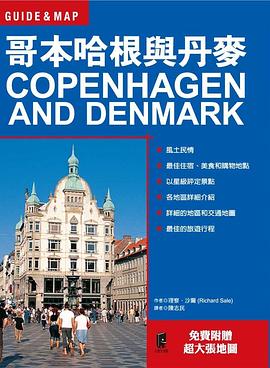 GUIDE & MAP
哥本哈根與丹麥
COPENHAGEN
AND DENMARK
風土民情
最佳住宿、美食和購物地點
以星級評定景點
各地區詳細介紹
詳細的地區和交通地圖
最佳的旅遊行程
作者●理察．沙爾 (Richard Sale)
譯者●陳志民
免費附贈
超大張地圖